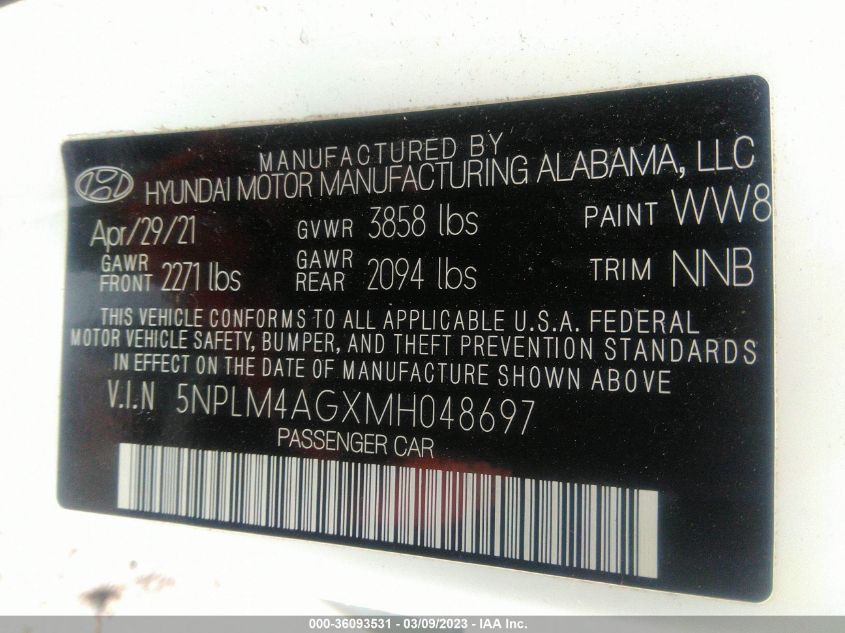 MANUFACTURED BY
HYUNDAI MOTOR MANUFACTURING ALABAMA, LLC
Apr/29/21 GVWR 3858 lbs PAINT WW8
GAWR FRONT 2271 lbs GAWR REAR 2094 lbs TRIM NNB
THIS VEHICLE CONFORMS TO ALL APPLICABLE U.S.A. FEDERAL
MOTOR VEHICLE SAFETY, BUMPER, AND THEFT PREVENTION STANDARDS
IN EFFECT ON THE DATE OF MANUFACTURE SHOWN ABOVE
V.I.N 5NPLM4AGXMH048697
PASSENGER CAR
000-36093531 - 03/09/2023 - IAA Inc.